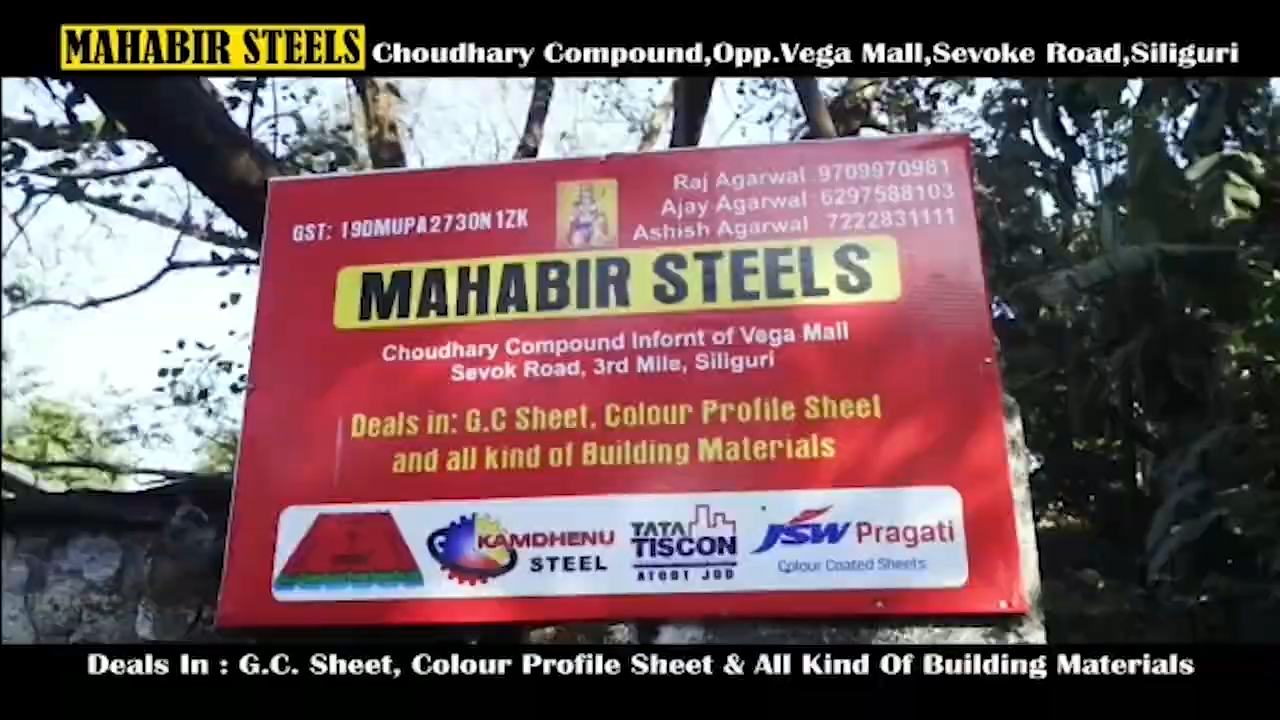 MAHABIR STEELS Choudhary Compound,Opp.Vega Mall,Sevoke Road,Siliguri
Raj Agarwal 9709970981
GST: 19DMUPA2730N1ZK
Ajay Agarwal 6297588103
Ashish Agarwal 7222831111
MAHABIR STEELS
Choudhary Compound Infornt of Vega Mall
Sevok Road, 3rd Mile, Siliguri
Deals in: G.C Sheet, Colour Profile Sheet
and all kind of Building Materials
KAMDHENU
STEEL
TATA
TISCON
ATOOT JOD
JSW Pragati
Colour Coated Sheets
Deals In : G.C. Sheet, Colour Profile Sheet & All Kind Of Building Materials